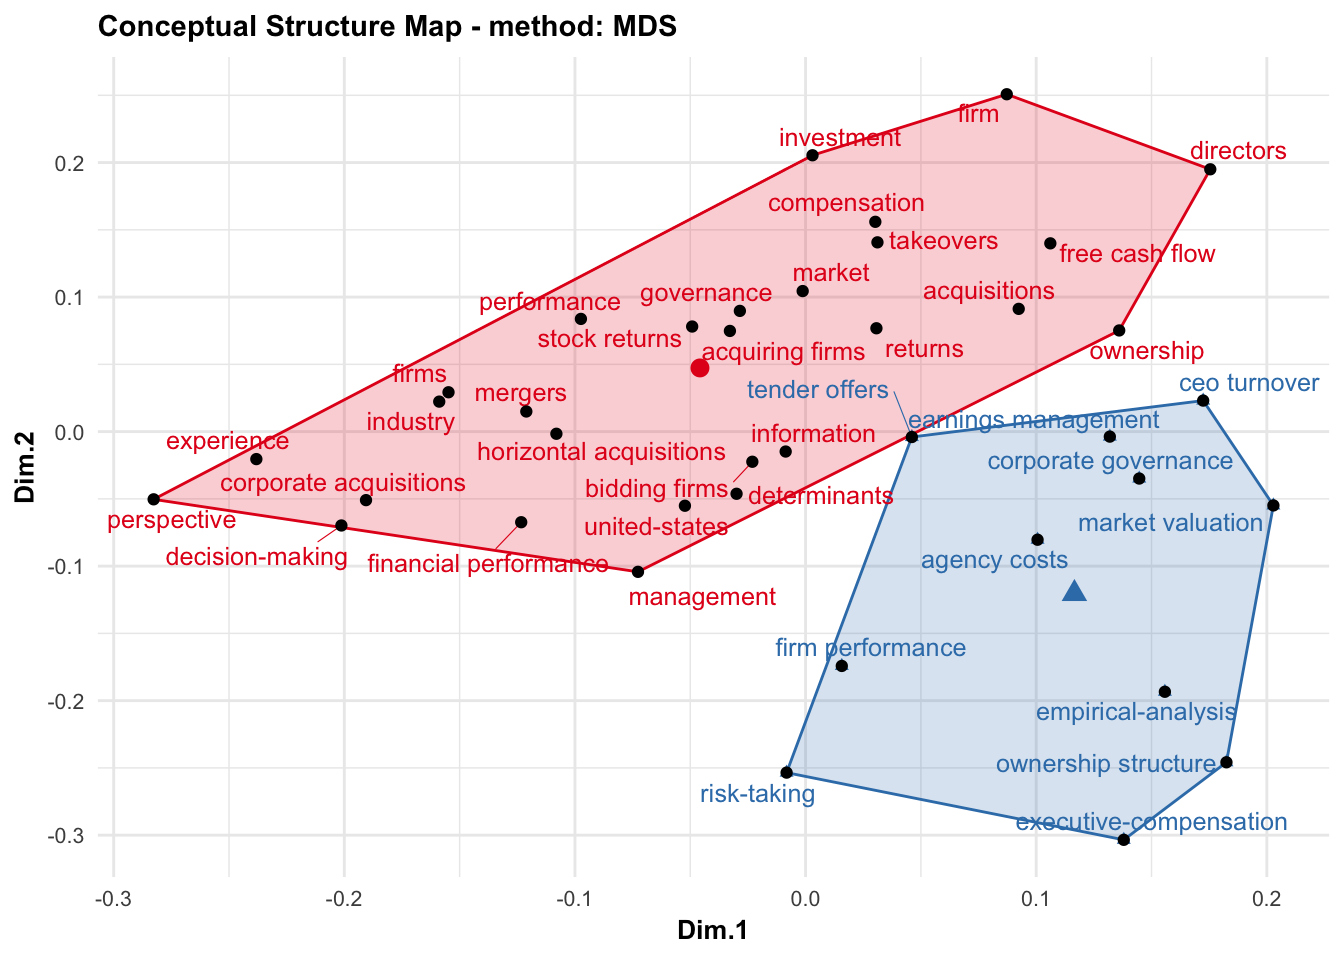 Conceptual Structure Map - method: MDS
firm
investment
directors
compensation
takeovers
free cash flow
market
governance
acquisitions
performance
stock returns
acquiring firms
returns
ownership
firms
tender offers
ceo turnover
mergers
industry
earnings management
experience
information
horizontal acquisitions
corporate governance
corporate acquisitions
bidding firms
determinants
perspective
united-states
market valuation
decision-making
financial performance
agency costs
management
firm performance
empirical-analysis
ownership structure
risk-taking
executive-compensation
0.2
0.1
0.0
-0.1
-0.2
-0.3
Dim.2
-0.3
-0.2
-0.1
0.0
0.1
0.2
Dim.1